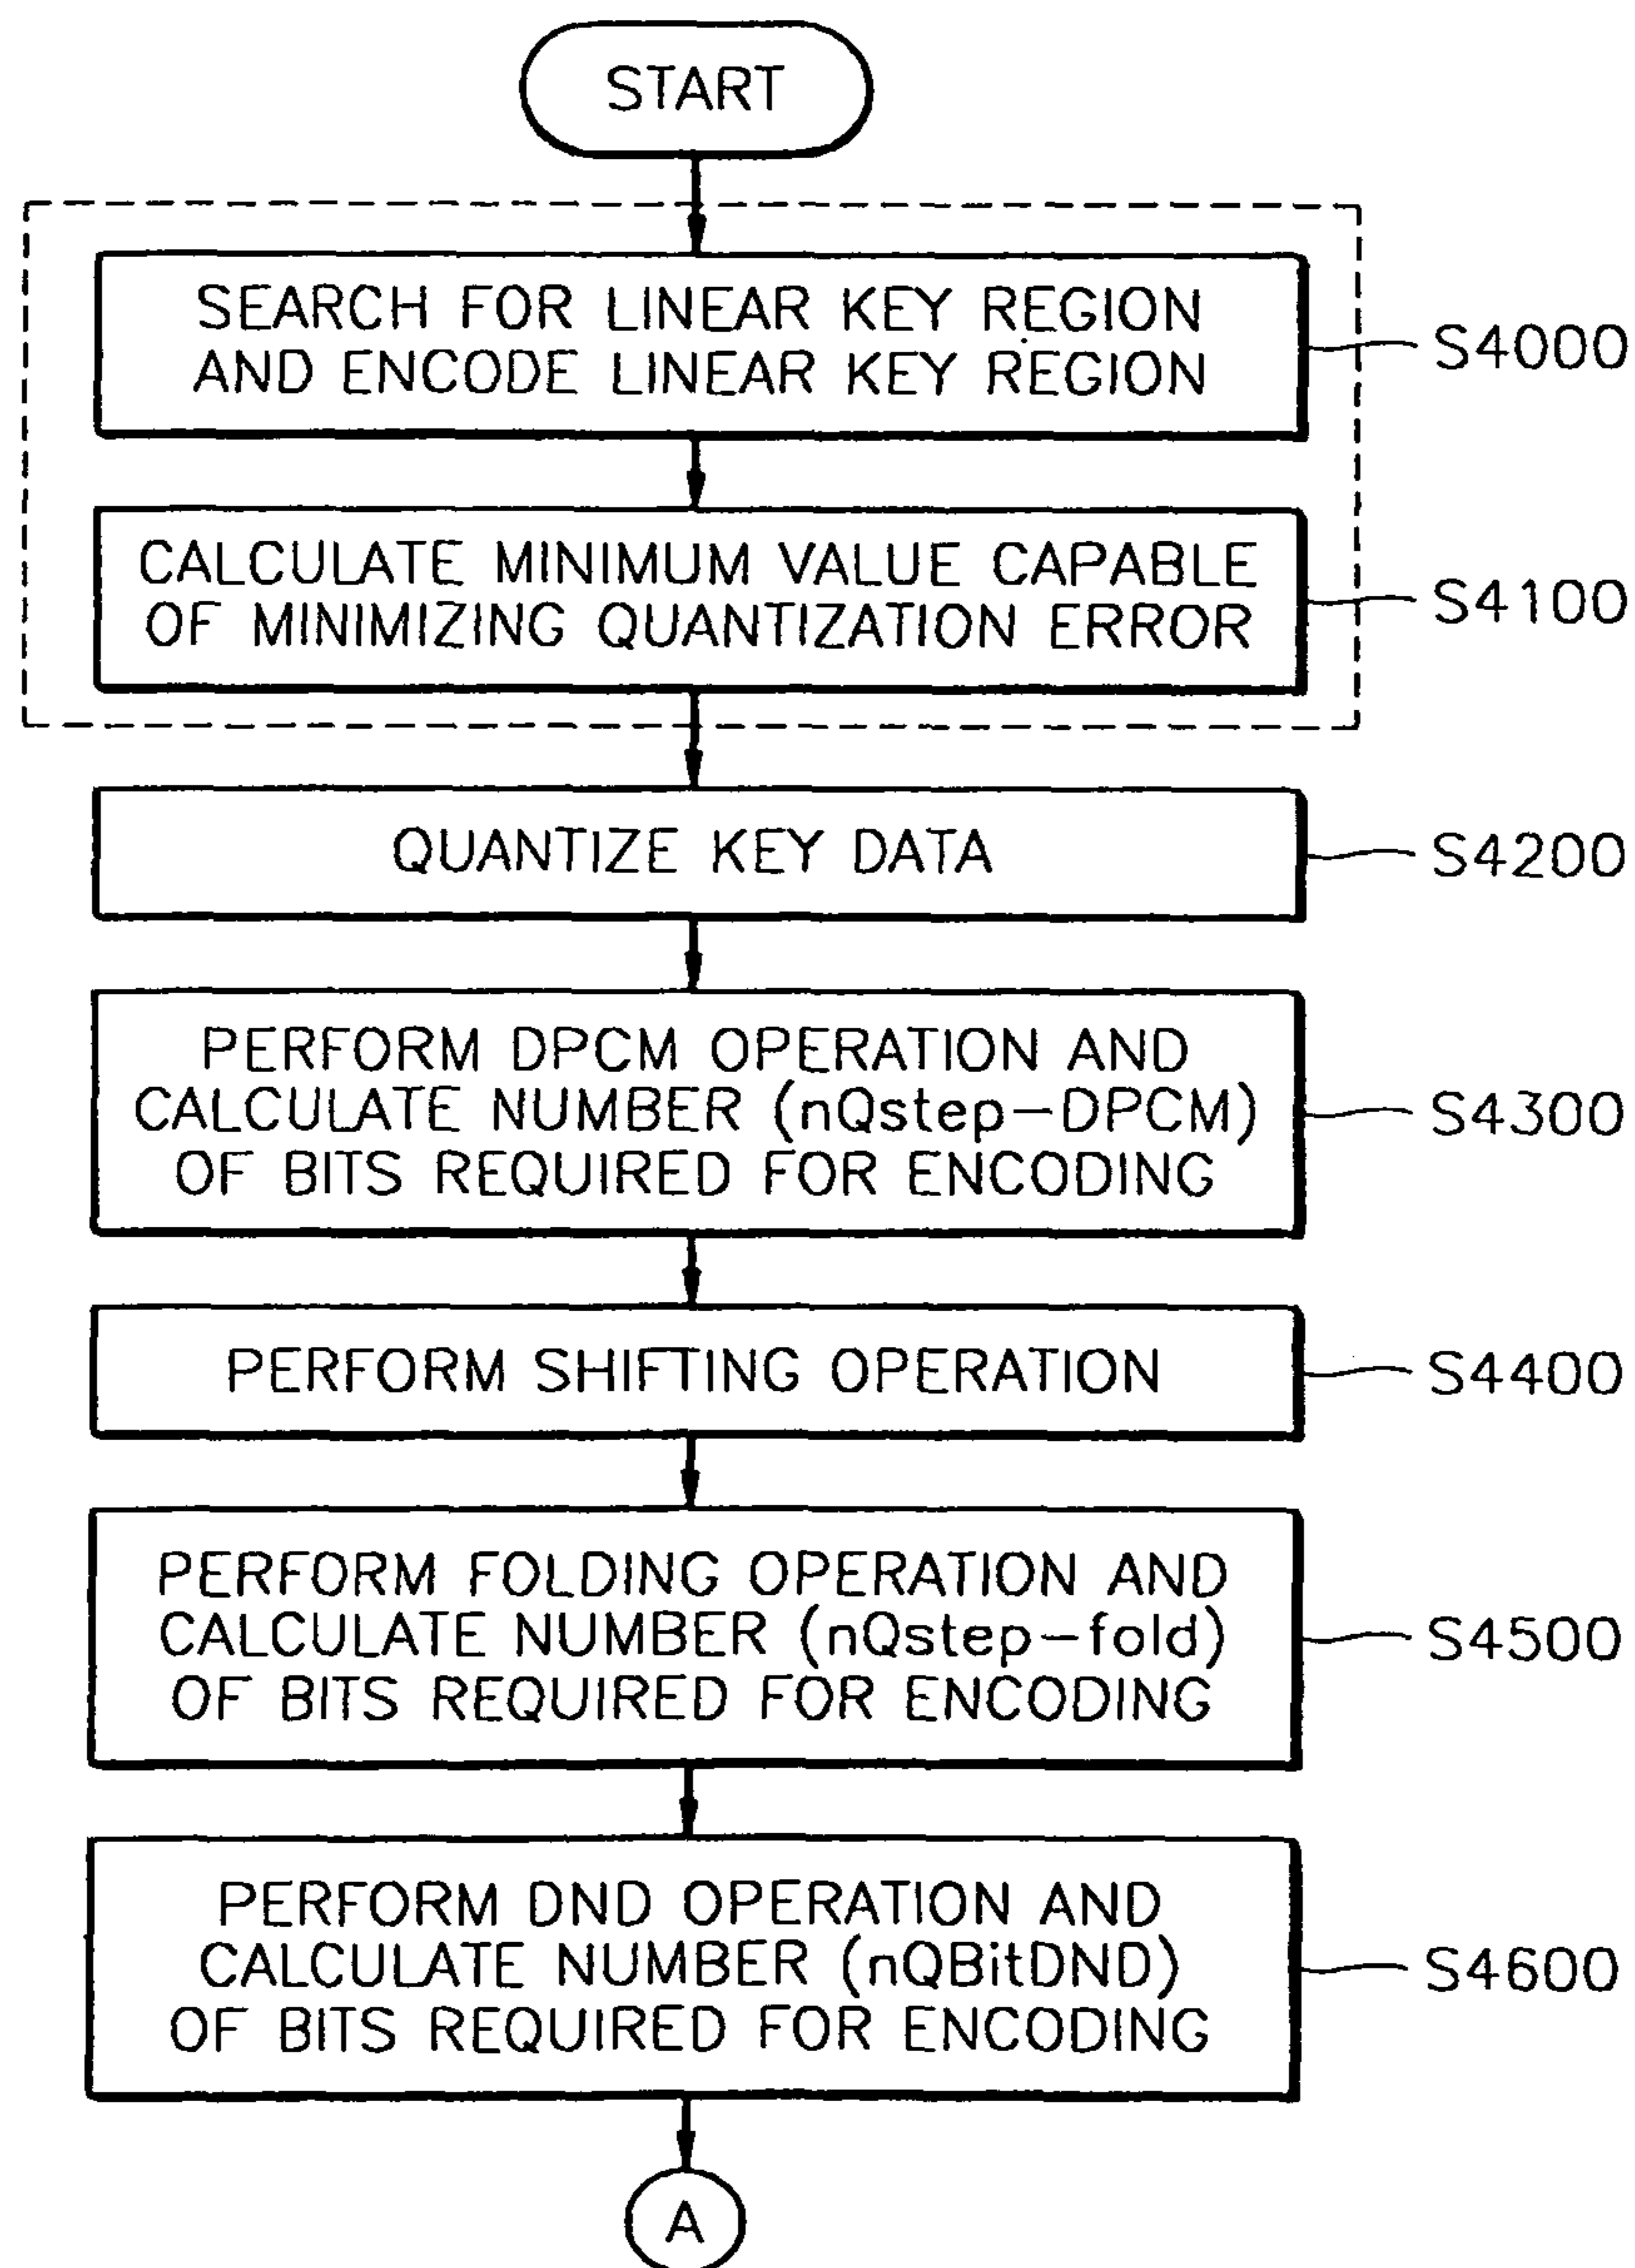 START
SEARCH FOR LINEAR KEY REGION
AND ENCODE LINEAR KEY REGION
S4000
CALCULATE MINIMUM VALUE CAPABLE
OF MINIMIZING QUANTIZATION ERROR
S4100
QUANTIZE KEY DATA
S4200
PERFORM DPCM OPERATION AND
CALCULATE NUMBER (nQstep-DPCM)
OF BITS REQUIRED FOR ENCODING
S4300
PERFORM SHIFTING OPERATION
S4400
PERFORM FOLDING OPERATION AND
CALCULATE NUMBER (nQstep-fold)
OF BITS REQUIRED FOR ENCODING
S4500
PERFORM DND OPERATION AND
CALCULATE NUMBER (nQBitDND)
OF BITS REQUIRED FOR ENCODING
S4600
A